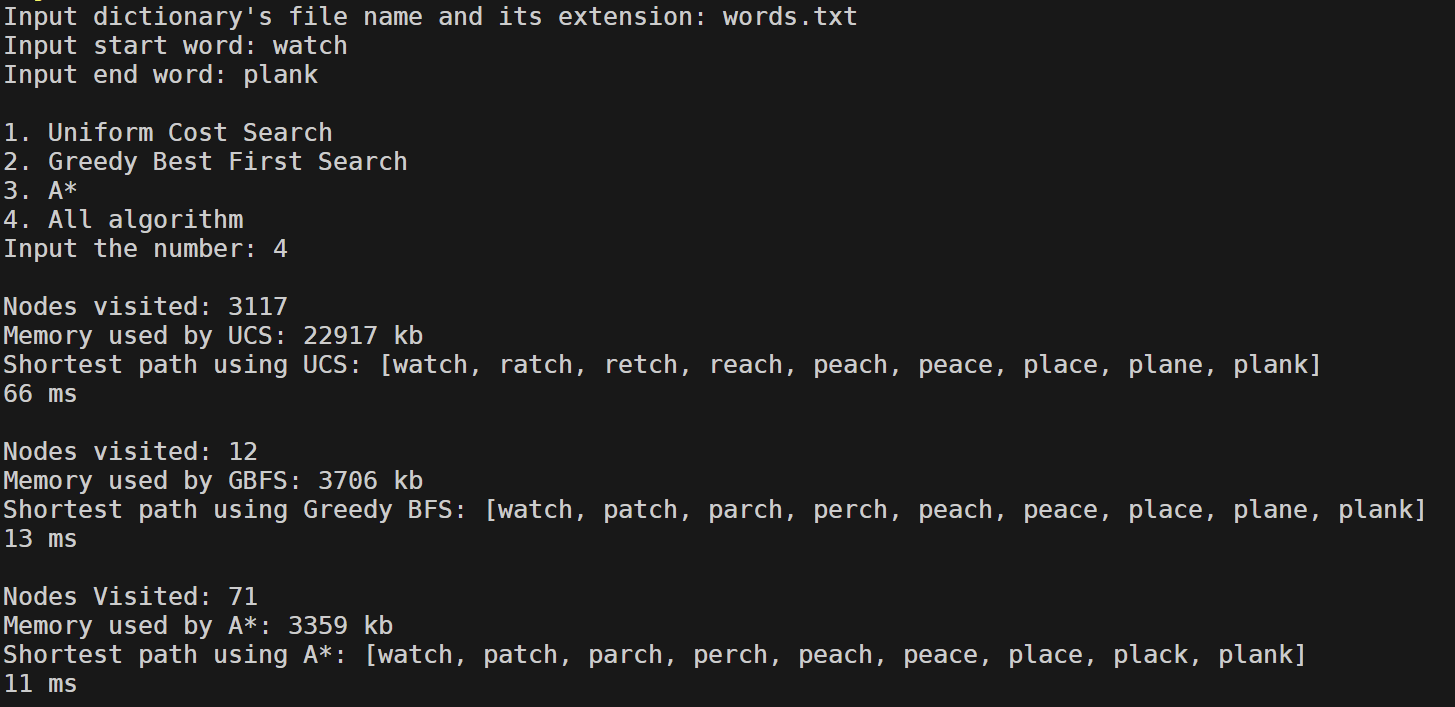 Input dictionary's file name and its extension: words.txt
Input start word: watch
Input end word: plank
1. Uniform Cost Search
2. Greedy Best First Search
3. A*
4. All algorithm
Input the number: 4
Nodes visited: 3117
Memory used by UCS: 22917 kb
Shortest path using UCS: [watch, ratch, retch, reach, peach, peace, place, plane, plank]
66 ms
Nodes visited: 12
Memory used by GBFS: 3706 kb
Shortest path using Greedy BFS: [watch, patch, parch, perch, peach, peace, place, plane, plank]
13 ms
Nodes Visited: 71
Memory used by A*: 3359 kb
Shortest path using A*: [watch, patch, parch, perch, peach, peace, place, plack, plank]
11 ms